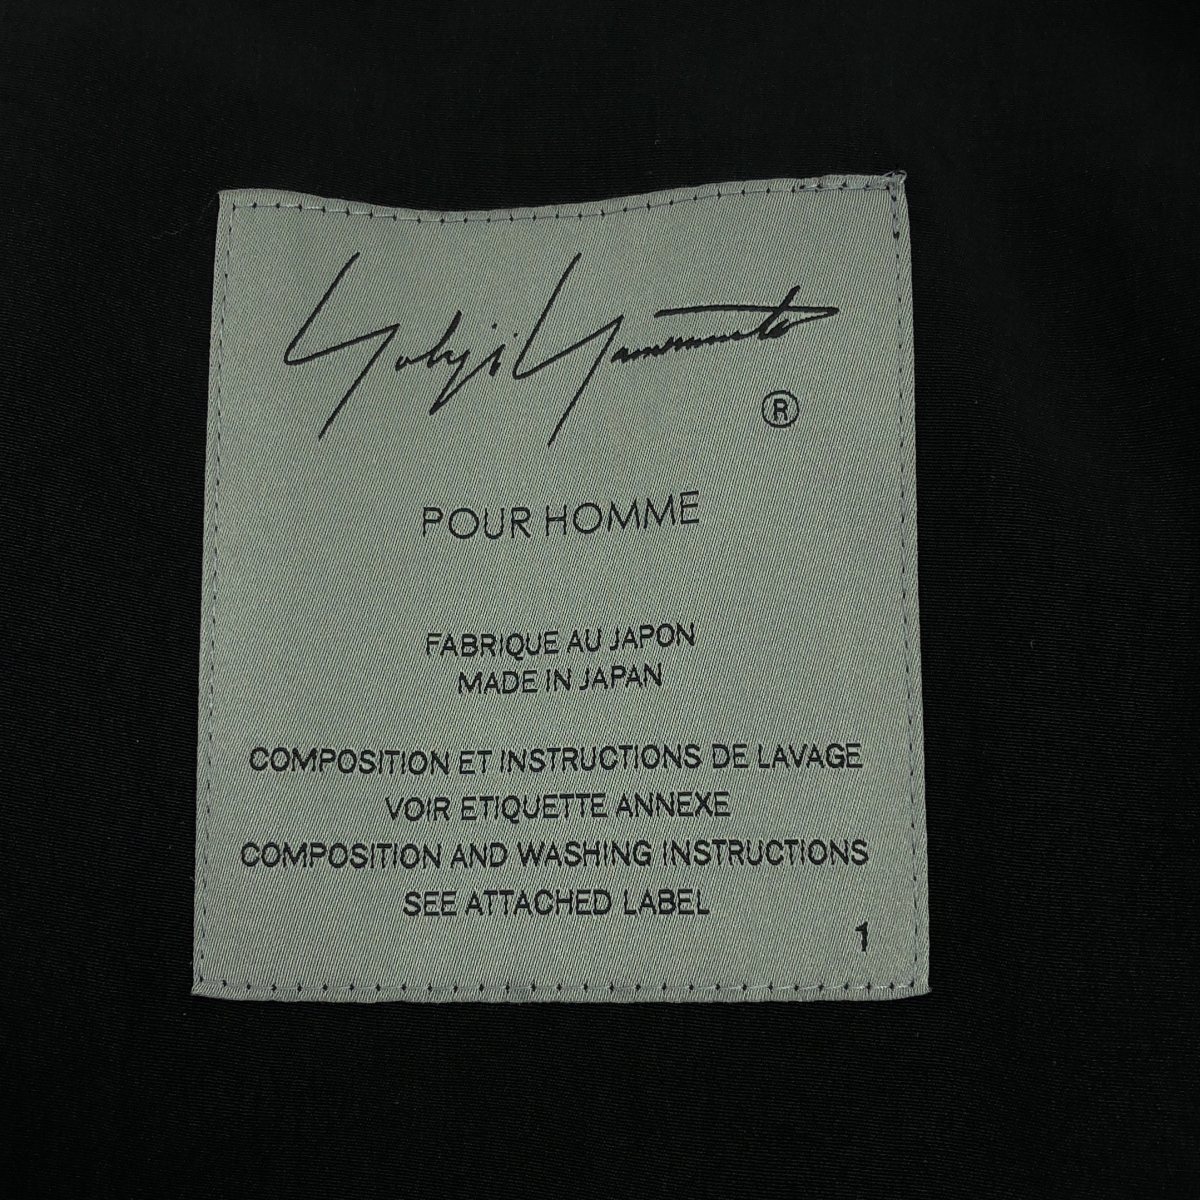 Yohji Yamamoto
®
POUR HOMME
FABRIQUE AU JAPON
MADE IN JAPAN
COMPOSITION ET INSTRUCTIONS DE LAVAGE
VOIR ETIQUETTE ANNEXE
COMPOSITION AND WASHING INSTRUCTIONS
SEE ATTACHED LABEL
1